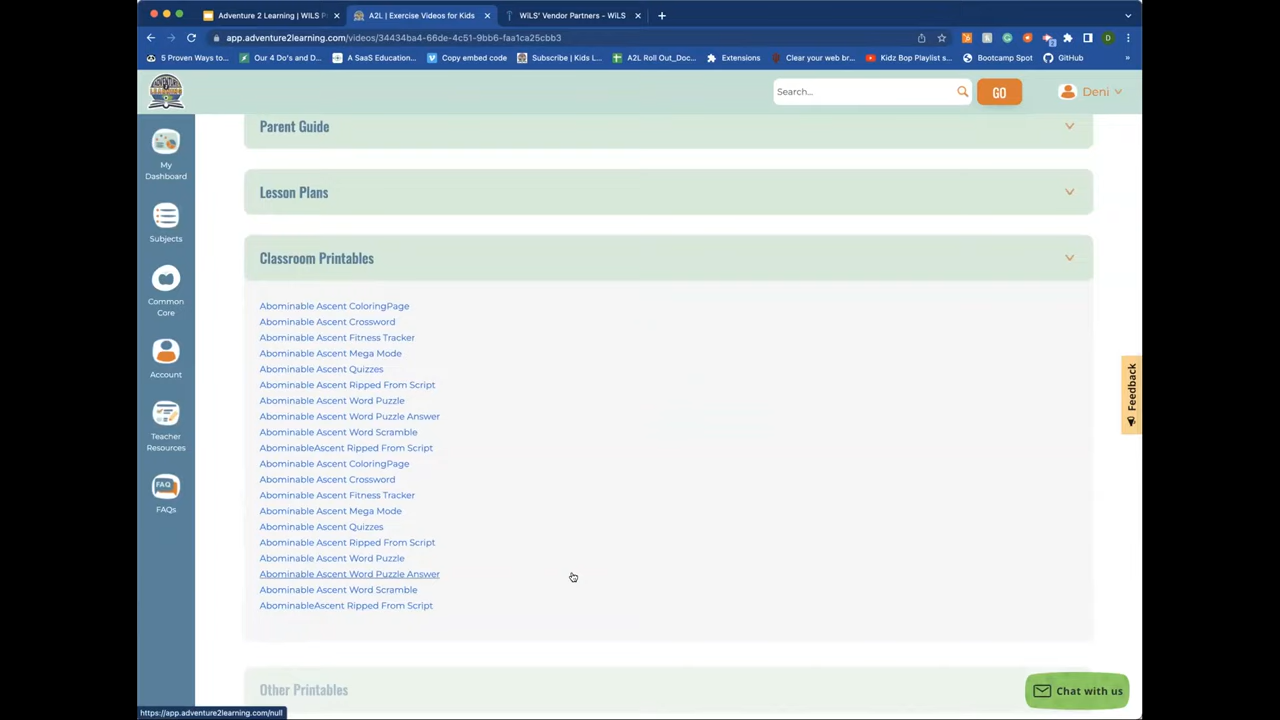 Adventure 2 Learning | WILS P
A2L | Exercise Videos for Kids
WiLS' Vendor Partners - WiLS
app.adventure2learning.com/videos/34434ba4-66de-4c51-9bb6-faa1ca25cbb3
D
5 Proven Ways to...
Our 4 Do's and D...
A SaaS Education...
Copy embed code
Subscribe | Kids L...
A2L Roll Out_Doc...
Extensions
Clear your web br...
Kidz Bop Playlist s...
Bootcamp Spot
GitHub
»
Search...
GO
Deni
My
Dashboard
Subjects
Common
Core
Account
Teacher
Resources
FAQ
FAQs
Parent Guide
Lesson Plans
Classroom Printables
Abominable Ascent ColoringPage
Abominable Ascent Crossword
Abominable Ascent Fitness Tracker
Abominable Ascent Mega Mode
Abominable Ascent Quizzes
Abominable Ascent Ripped From Script
Abominable Ascent Word Puzzle
Abominable Ascent Word Puzzle Answer
Abominable Ascent Word Scramble
AbominableAscent Ripped From Script
Abominable Ascent ColoringPage
Abominable Ascent Crossword
Abominable Ascent Fitness Tracker
Abominable Ascent Mega Mode
Abominable Ascent Quizzes
Abominable Ascent Ripped From Script
Abominable Ascent Word Puzzle
Abominable Ascent Word Puzzle Answer
Abominable Ascent Word Scramble
AbominableAscent Ripped From Script
Other Printables
Feedback
Chat with us
https://app.adventure2learning.com/null